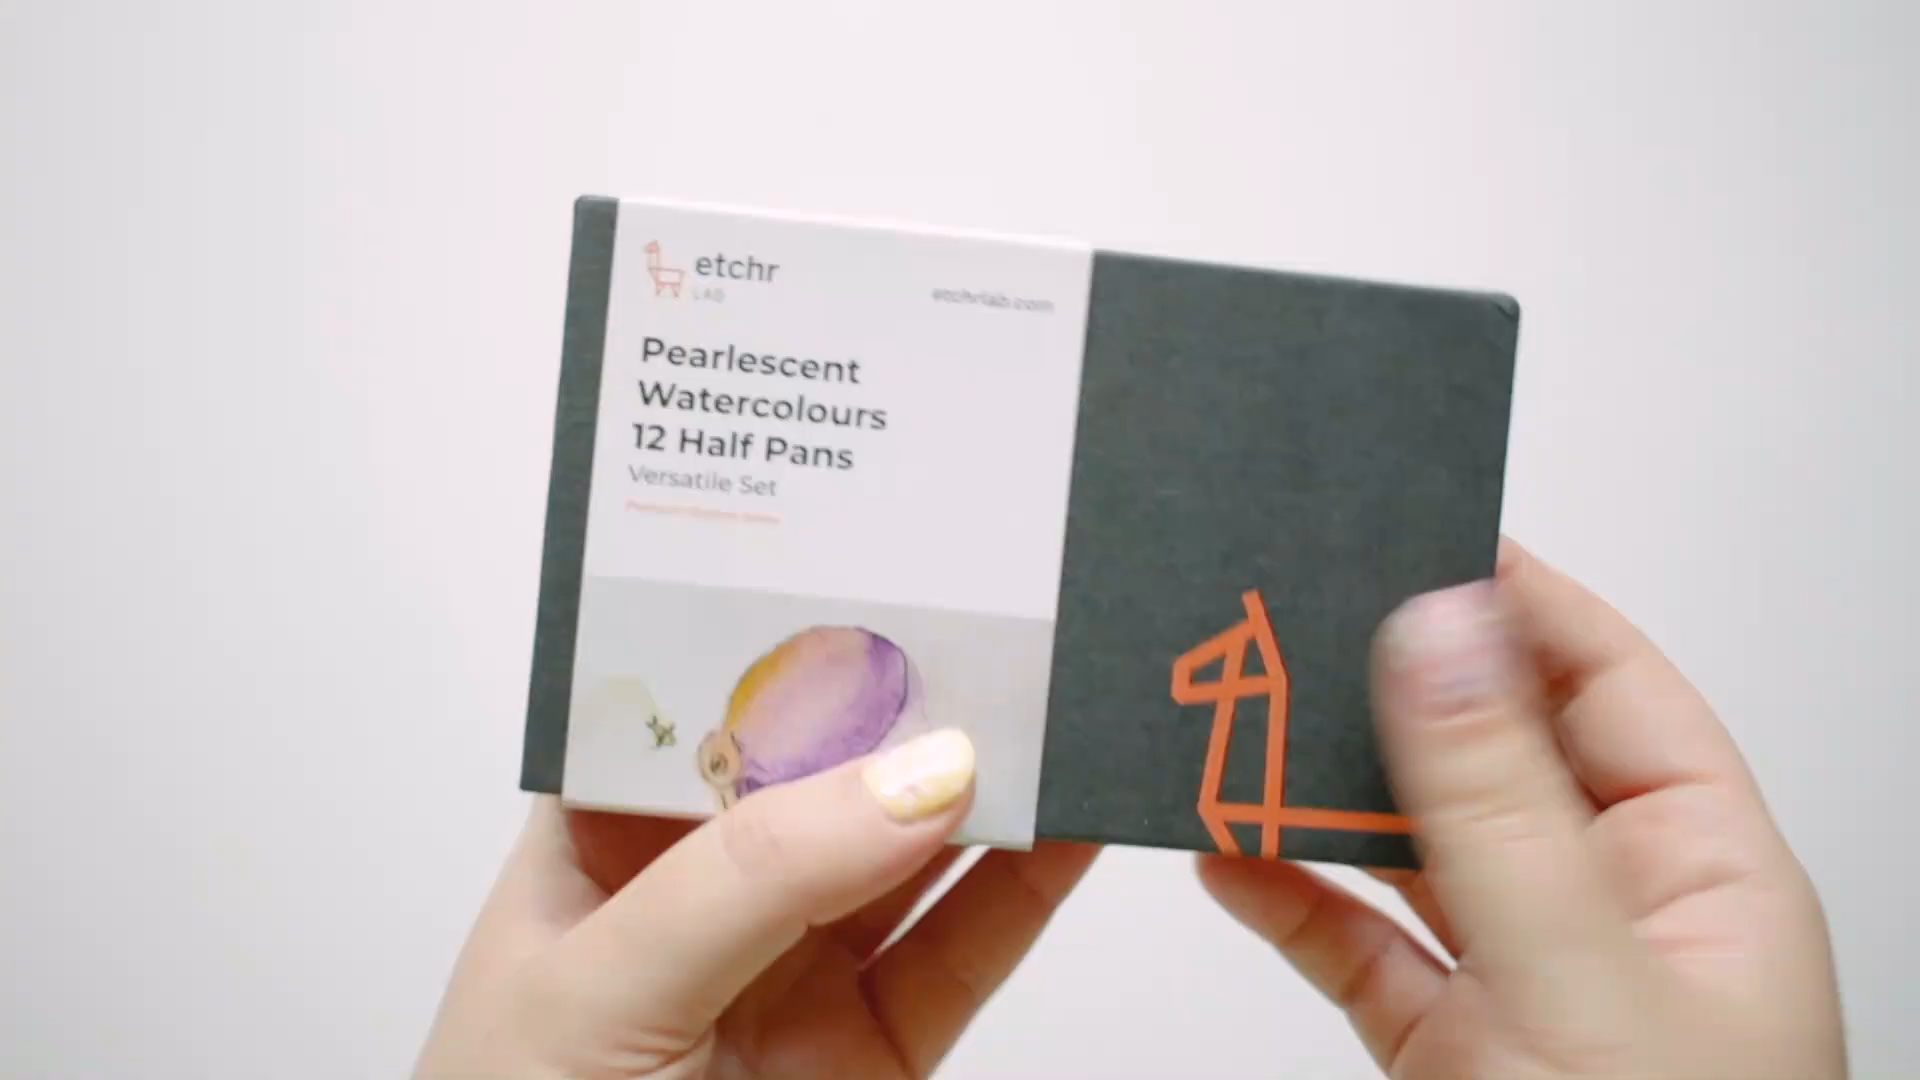 etchr
LAB
etchrlab.com
Pearlescent
Watercolours
12 Half Pans
Versatile Set